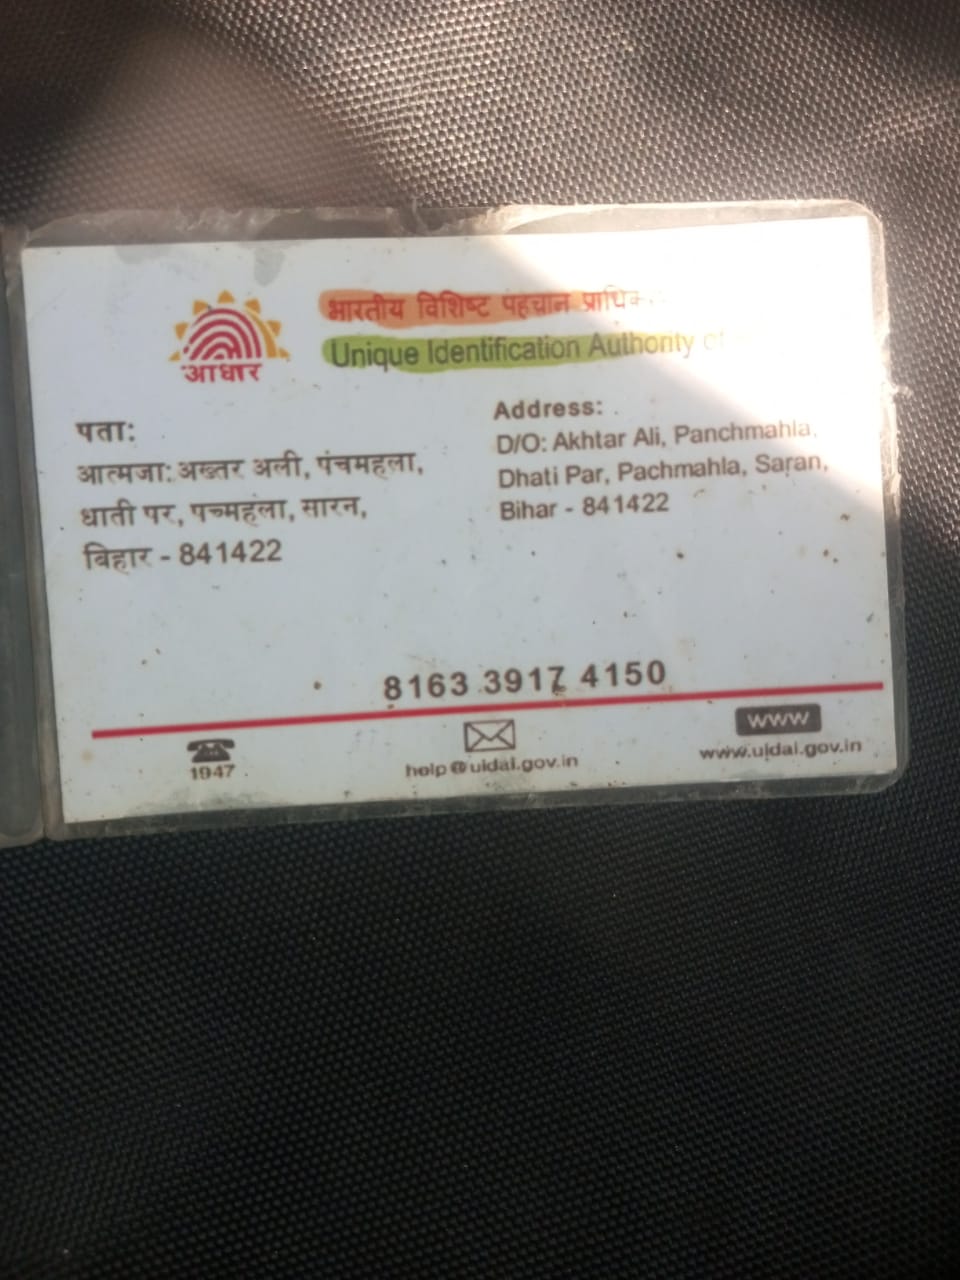 भारतीय विशिष्ट पहचान
Unique Identification Authority of
आधार
पता:
आत्मजा: अख्तर अली, पंचमहला,
धाती पर, पच्महला, सारन,
बिहार - 841422
Address:
D/O: Akhtar Ali, Panchmahla,
Dhati Par, Pachmahla, Saran,
Bihar - 841422
8163 3917 4150
1947
help@uidai.gov.in
www
www.uidai.gov.in